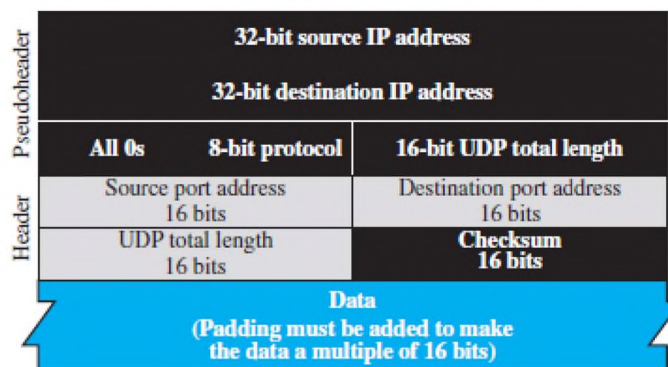 Pseudoheader
32-bit source IP address
32-bit destination IP address
All 0s 8-bit protocol 16-bit UDP total length
Header
Source port address Destination port address
16 bits 16 bits
UDP total length Checksum
16 bits 16 bits
Data
(Padding must be added to make
the data a multiple of 16 bits)